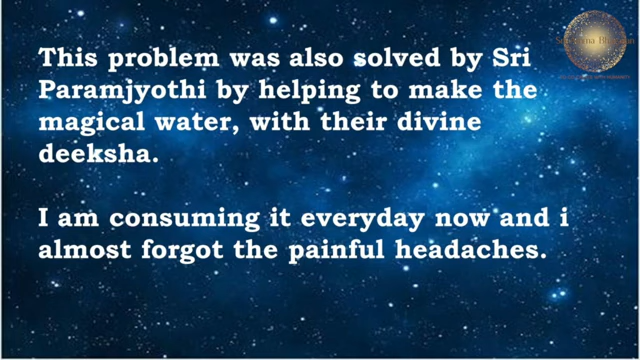 This problem was also solved by Sri
Paramjyothi by helping to make the
magical water, with their divine
deeksha.
I am consuming it everyday now and i
almost forgot the painful headaches.